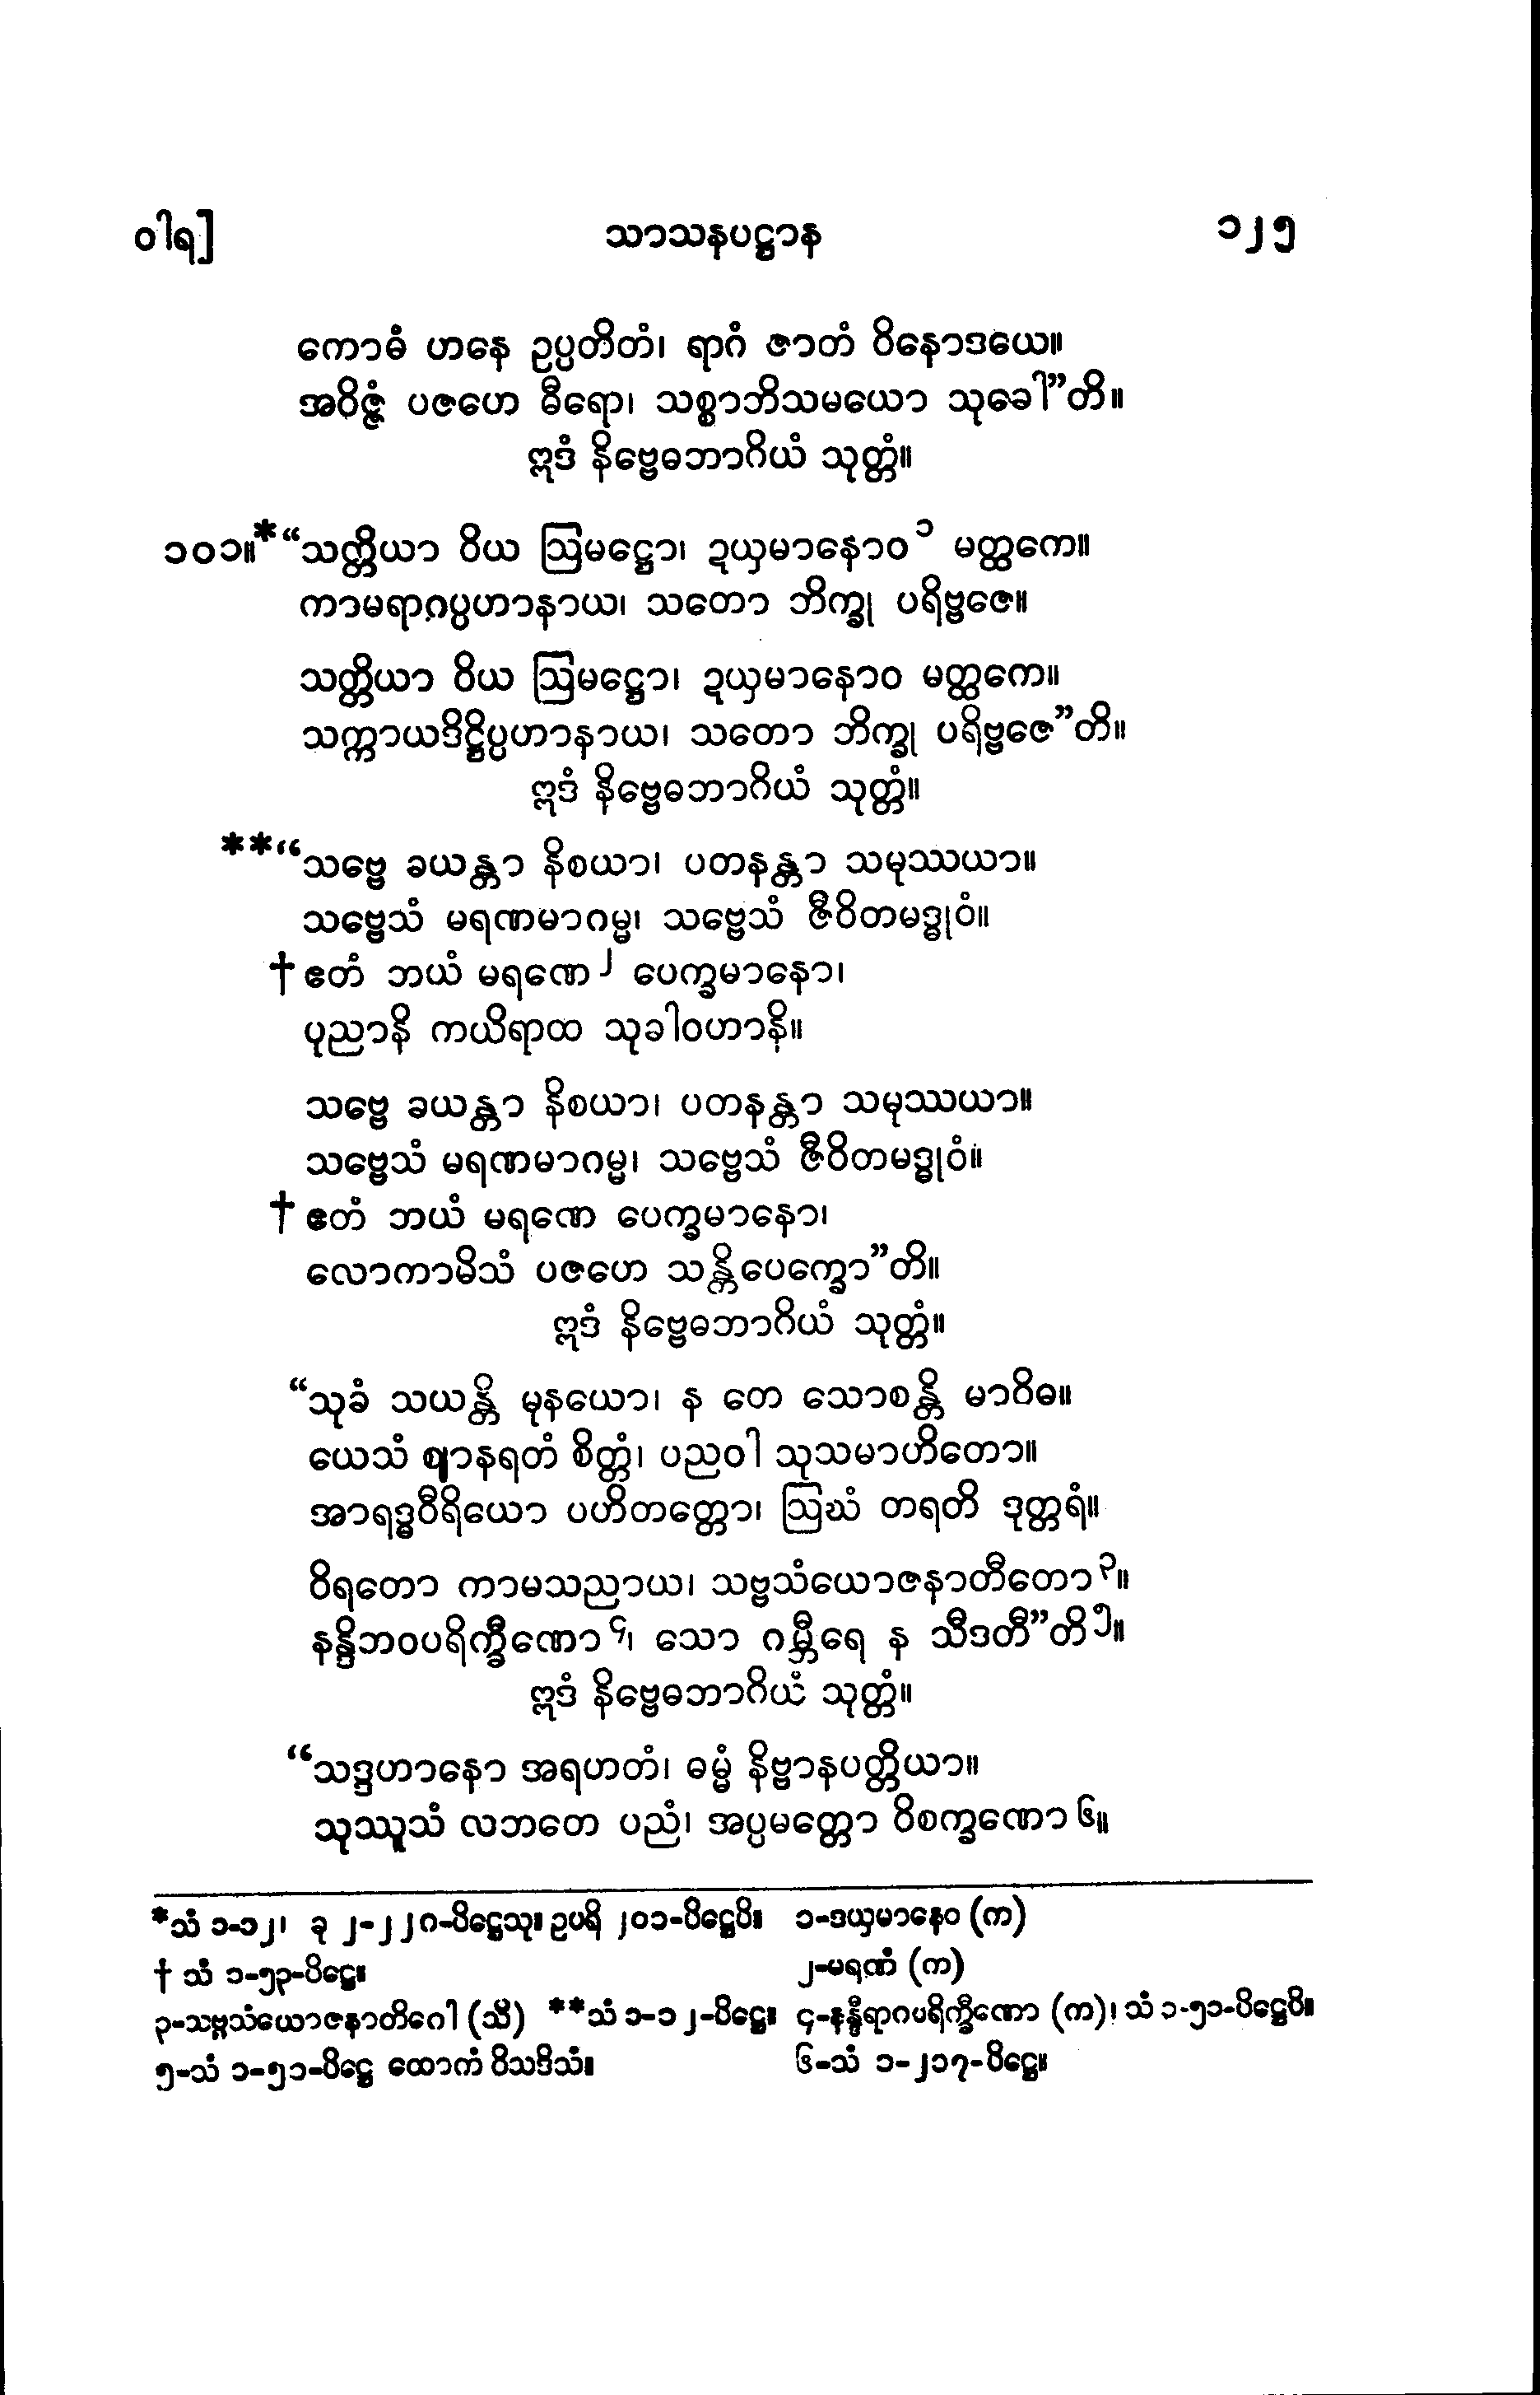 ဝါရ] သာသနပဋ္ဌာန ၁၂၅
ကောဓံ ဟနေ ဥပ္ပတိတံ၊ ရာဂံ ဇာတံ ဝိနောဒယေ။
အဝိဇ္ဇံ ပဇဟေ ဓီရော၊ သစ္စာဘိသမယော သုခေါ”တိ။
ဣဒံ နိဗ္ဗေဓဘာဂိယံ သုတ္တံ။
၁၀၁။*“သတ္တိယာ ဝိယ ဩမဋ္ဌော၊ ဍယှမာနောဝ၁ မတ္ထကေ။
ကာမရာဂပ္ပဟာနာယ၊ သတော ဘိက္ခု ပရိဗ္ဗဇေ။
သတ္တိယာ ဝိယ ဩမဋ္ဌော၊ ဍယှမာနောဝ မတ္ထကေ။
သက္ကာယဒိဋ္ဌိပ္ပဟာနာယ၊ သတော ဘိက္ခု ပရိဗ္ဗဇေ”တိ။
ဣဒံ နိဗ္ဗေဓဘာဂိယံ သုတ္တံ။
**“သဗ္ဗေ ခယန္တာ နိစယာ၊ ပတနန္တာ သမုဿယာ။
သဗ္ဗေသံ မရဏမာဂမ္မ၊ သဗ္ဗေသံ ဇီဝိတမဒ္ဓုဝံ။
†ဧတံ ဘယံ မရဏေ၂ ပေက္ခမာနော၊
ပုညာနိ ကယိရာထ သုခါဝဟာနိ။
သဗ္ဗေ ခယန္တာ နိစယာ၊ ပတနန္တာ သမုဿယာ။
သဗ္ဗေသံ မရဏမာဂမ္မ၊ သဗ္ဗေသံ ဇီဝိတမဒ္ဓုဝံ။
†ဧတံ ဘယံ မရဏေ ပေက္ခမာနော၊
လောကာမိသံ ပဇဟေ သန္တိပေက္ခော”တိ။
ဣဒံ နိဗ္ဗေဓဘာဂိယံ သုတ္တံ။
“သုခံ သယန္တိ မုနယော၊ န တေ သောစန္တိ မာဝိဓ။
ယေသံ ဈာနရတံ စိတ္တံ၊ ပညဝါ သုသမာဟိတော။
အာရဒ္ဓဝီရိယော ပဟိတတ္တော၊ ဩဃံ တရတိ ဒုတ္တရံ။
ဝိရတော ကာမသညာယ၊ သဗ္ဗသံယောဇနာတီတော၃။
နန္ဒိဘဝပရိက္ခီဏော၄၊ သော ဂမ္ဘီရေ န သီဒတီ”တိ၅။
ဣဒံ နိဗ္ဗေဓဘာဂိယံ သုတ္တံ။
“သဒ္ဒဟာနော အရဟတံ၊ ဓမ္မံ နိဗ္ဗာနပတ္တိယာ။
သုဿူသံ လဘတေ ပညံ၊ အပ္ပမတ္တော ဝိစက္ခဏော၆။
*သံ ၁-၁၂၊ ခု ၂-၂၂၈-ပိဋ္ဌေသု။ ဥပရိ ၂၀၁-ပိဋ္ဌေပိ။ ၁-ဒယှမာနေဝ (က)
† သံ ၁-၅၃-ပိဋ္ဌေ။ ၂-မရဏံ (က)
၃-သဗ္ဗသံယောဇနာတိဂေါ (သီ) **သံ ၁-၁၂-ပိဋ္ဌေ။ ၄-နန္ဒီရာဂပရိက္ခီဏော (က)၊ သံ ၁-၅၁-ပိဋ္ဌေပိ။
၅-သံ ၁-၅၁-ပိဋ္ဌေ ထောကံ ဝိသဒိသံ။ ၆-သံ ၁-၂၁၇-ပိဋ္ဌေ။